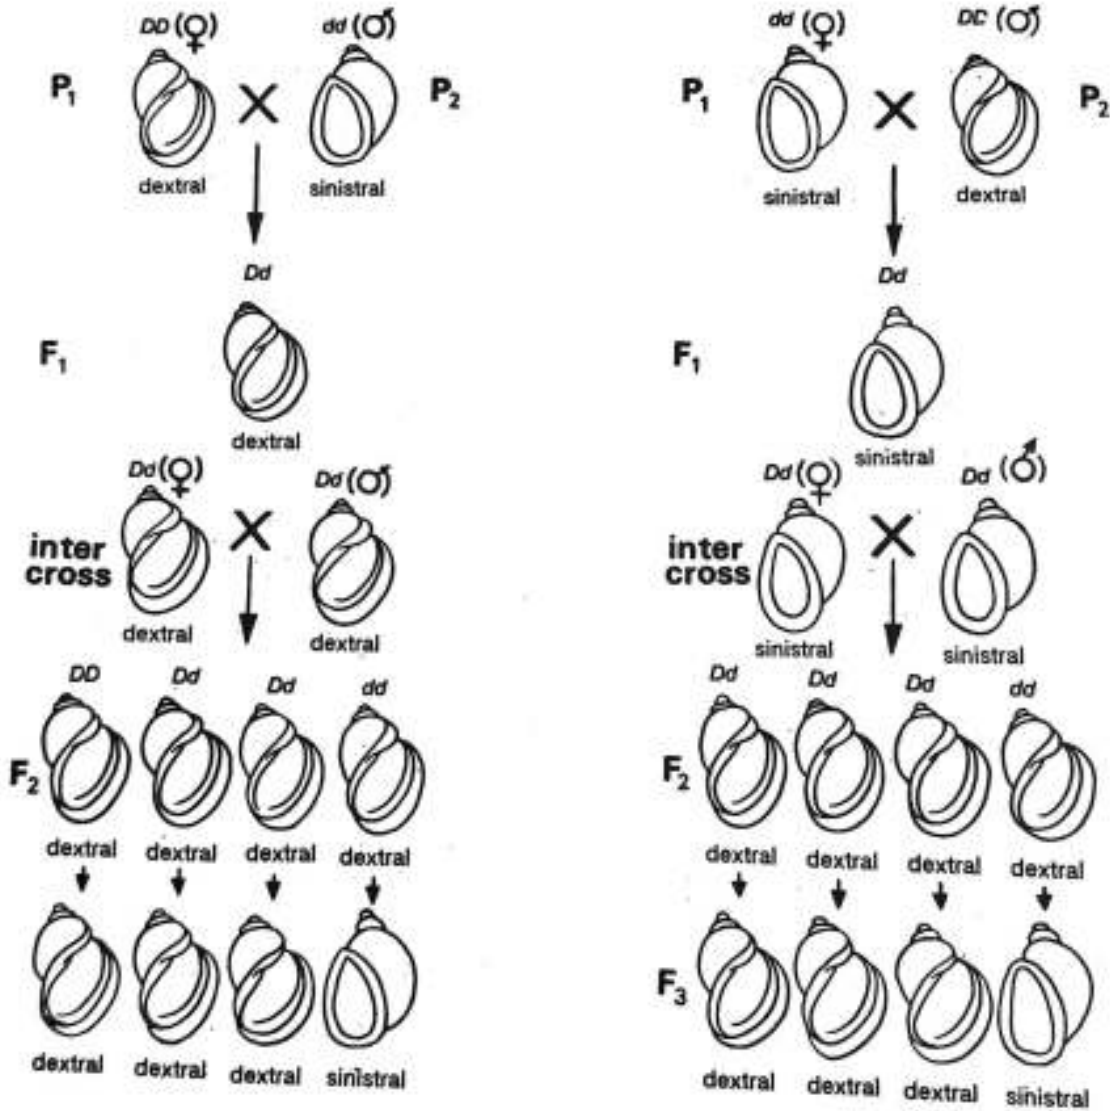 DD (♀) dd (♂)
P1 P2
dextral sinistral
Dd
F1
dextral
Dd (♀) Dd (♂)
inter
cross
dextral dextral
DD Dd Dd dd
F2
dextral dextral dextral dextral
dextral dextral dextral sinistral
dd (♀) DD (♂)
P1 P2
sinistral dextral
Dd
F1
sinistral
Dd (♀) Dd (♂)
inter
cross
sinistral sinistral
Dd Dd Dd dd
F2
dextral dextral dextral dextral
F3
dextral dextral dextral sinistral